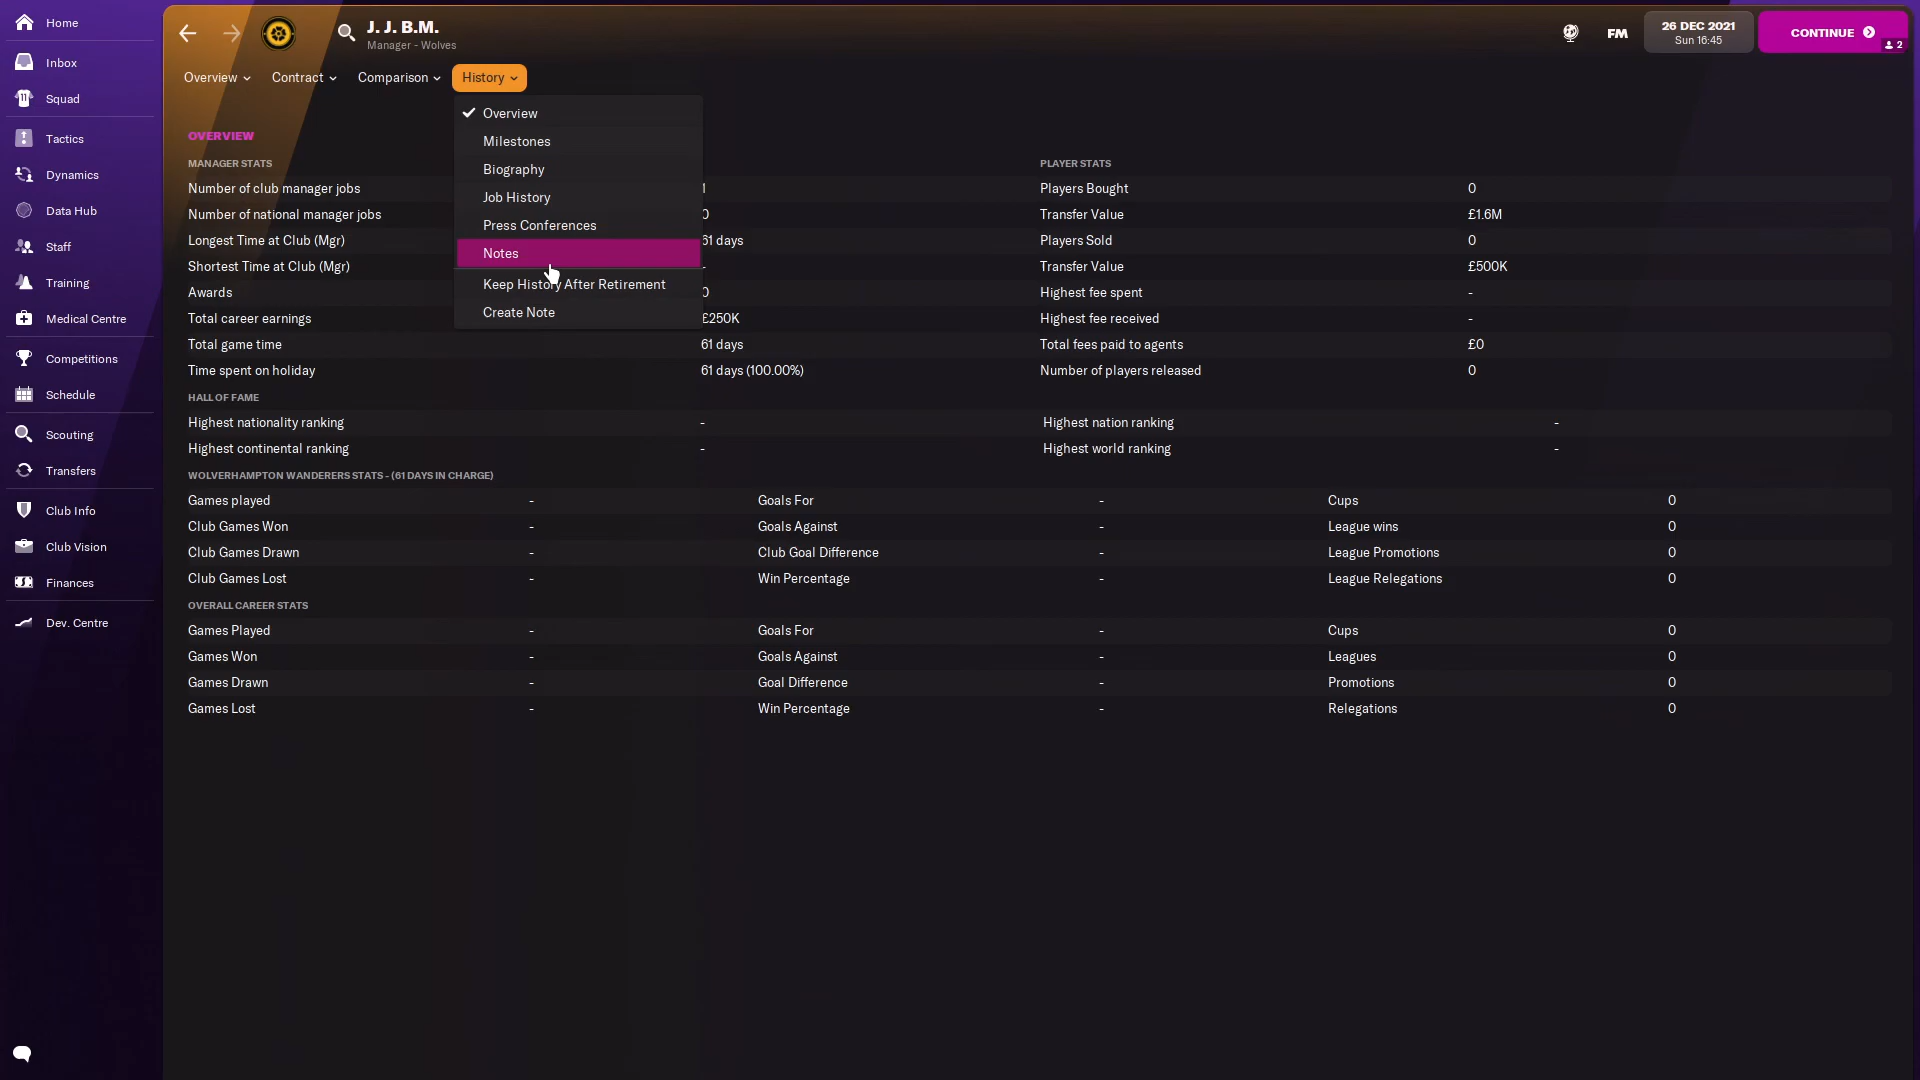 Home
Inbox
Squad
Tactics
Dynamics
Data Hub
Staff
Training
Medical Centre
Competitions
Schedule
Scouting
Transfers
Club Info
Club Vision
Finances
Dev. Centre
J. J. B.M.
Manager - Wolves
FM
26 DEC 2021
Sun 16:45
CONTINUE
2
Overview Contract Comparison History
Overview
Milestones
Biography
Job History
Press Conferences
Notes
Keep History After Retirement
Create Note
OVERVIEW
MANAGER STATS PLAYER STATS
Number of club manager jobs 1 Players Bought 0
Number of national manager jobs 0 Transfer Value £1.6M
Longest Time at Club (Mgr) 61 days Players Sold 0
Shortest Time at Club (Mgr) - Transfer Value £500K
Awards 0 Highest fee spent -
Total career earnings £250K Highest fee received -
Total game time 61 days Total fees paid to agents £0
Time spent on holiday 61 days (100.00%) Number of players released 0
HALL OF FAME
Highest nationality ranking - Highest nation ranking -
Highest continental ranking - Highest world ranking -
WOLVERHAMPTON WANDERERS STATS - (61 DAYS IN CHARGE)
Games played - Goals For - Cups 0
Club Games Won - Goals Against - League wins 0
Club Games Drawn - Club Goal Difference - League Promotions 0
Club Games Lost - Win Percentage - League Relegations 0
OVERALL CAREER STATS
Games Played - Goals For - Cups 0
Games Won - Goals Against - Leagues 0
Games Drawn - Goal Difference - Promotions 0
Games Lost - Win Percentage - Relegations 0